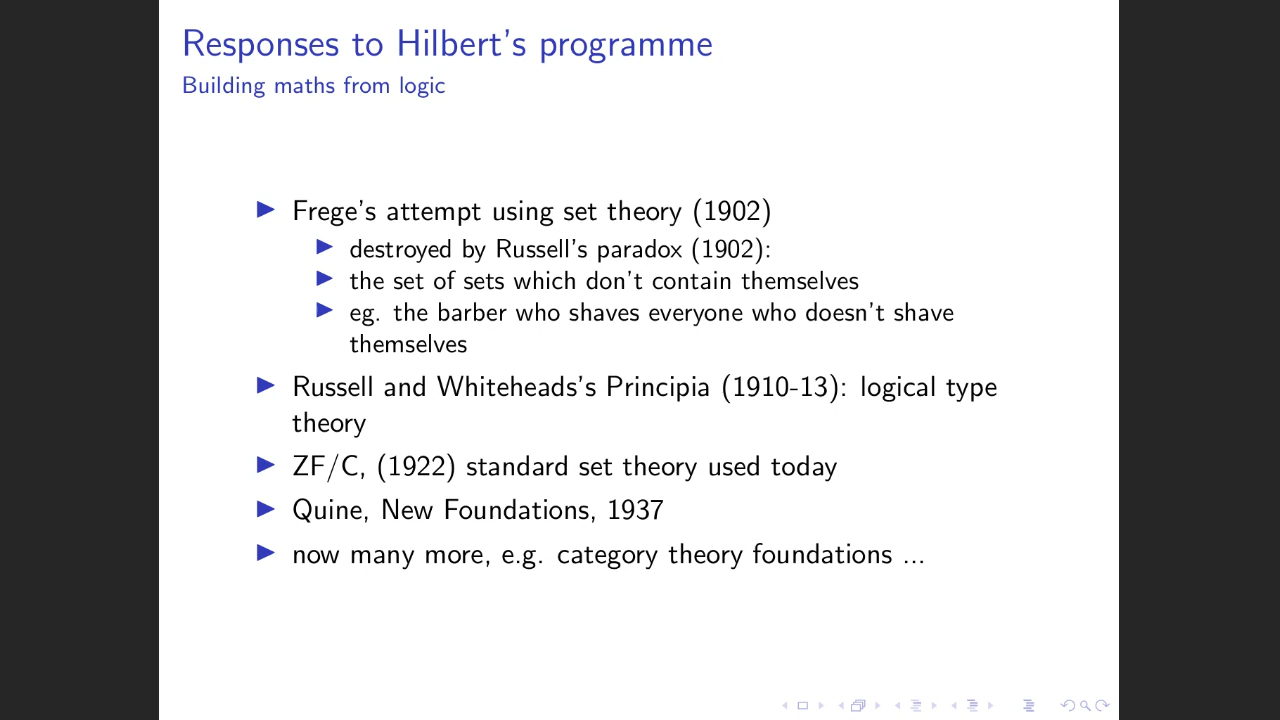 Responses to Hilbert's programme
Building maths from logic
Frege's attempt using set theory (1902)
destroyed by Russell's paradox (1902):
the set of sets which don't contain themselves
eg. the barber who shaves everyone who doesn't shave
themselves
Russell and Whiteheads's Principia (1910-13): logical type
theory
ZF/C, (1922) standard set theory used today
Quine, New Foundations, 1937
now many more, e.g. category theory foundations ...